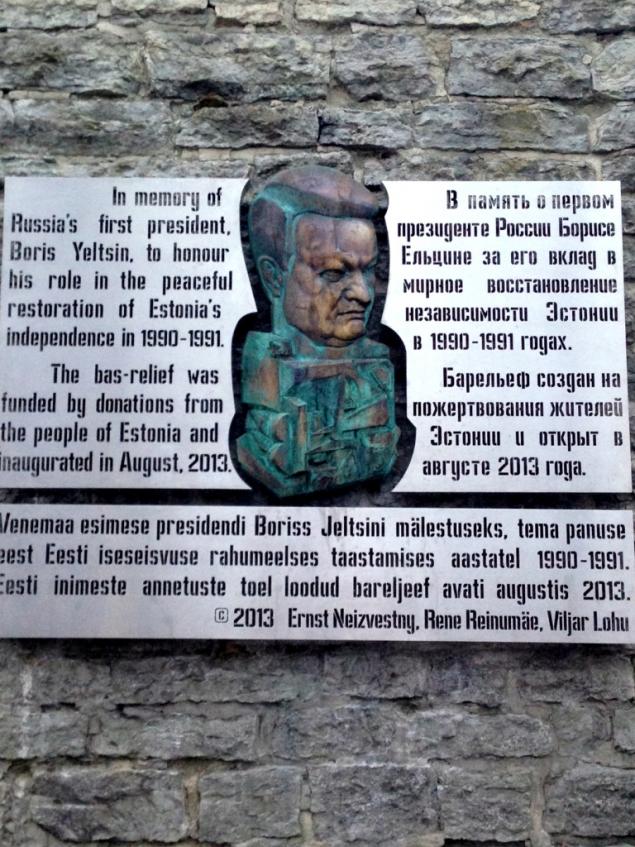 In memory of
Russia's first president,
Boris Yeltsin, to honour
his role in the peaceful
restoration of Estonia's
independence in 1990-1991.
The bas-relief was
funded by donations from
the people of Estonia and
inaugurated in August, 2013.
В память о первом
президенте России Борисе
Ельцине за его вклад в
мирное восстановление
независимости Эстонии
в 1990-1991 годах.
Барельеф создан на
пожертвования жителей
Эстонии и открыт в
августе 2013 года.
Venemaa esimese presidendi Boriss Jeltsini mälestuseks, tema panuse
eest Eesti iseseisvuse rahumeelses taastamises aastatel 1990-1991.
Eesti inimeste annetuste toel loodud bareljeef avati augustis 2013.
© 2013 Ernst Neizvestny, Rene Reinumäe, Viljar Lohu